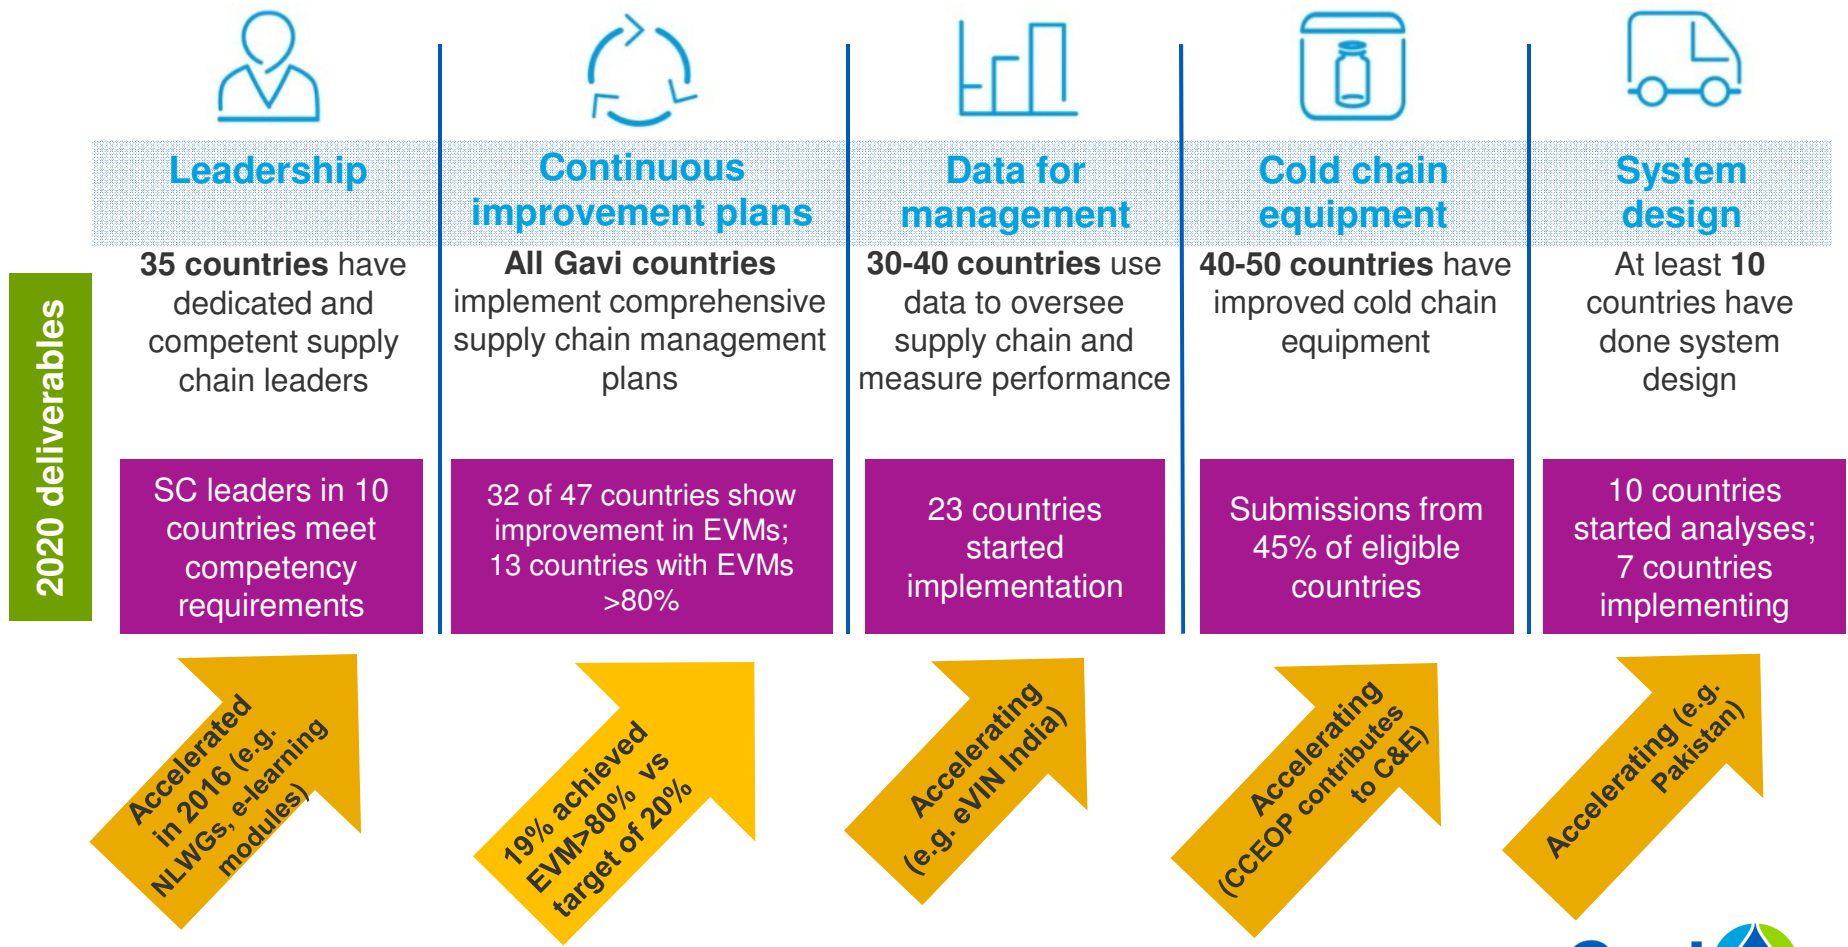 Leadership
Continuous
improvement plans
Data for
management
Cold chain
equipment
System
design
2020 deliverables
35 countries have
dedicated and
competent supply
chain leaders
All Gavi countries
implement comprehensive
supply chain management
plans
30-40 countries use
data to oversee
supply chain and
measure performance
40-50 countries have
improved cold chain
equipment
At least 10
countries have
done system
design
SC leaders in 10
countries meet
competency
requirements
32 of 47 countries show
improvement in EVMs;
13 countries with EVMs
>80%
23 countries
started
implementation
Submissions from
45% of eligible
countries
10 countries
started analyses;
7 countries
implementing
Accelerated
in 2016 (e.g.
NLWGs, e-learning
modules)
19% achieved
EVM>80% vs
target of 20%
Accelerating
(e.g. eVIN India)
Accelerating
(CCEOP contributes
to C&E)
Accelerating (e.g.
Pakistan)